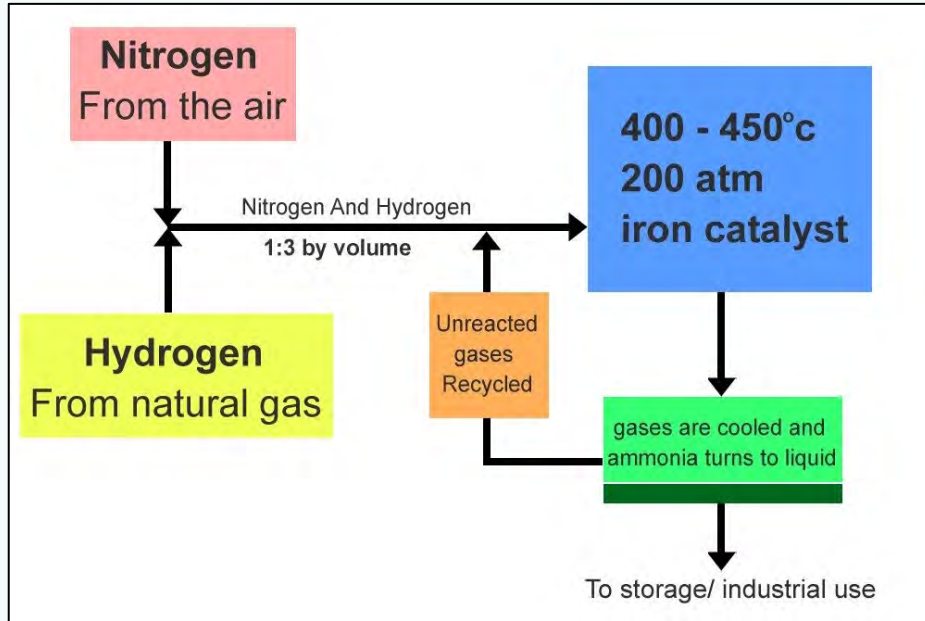 Nitrogen
From the air
Nitrogen And Hydrogen
1:3 by volume
Hydrogen
From natural gas
400 - 450°c
200 atm
iron catalyst
Unreacted
gases
Recycled
gases are cooled and
ammonia turns to liquid
To storage/ industrial use